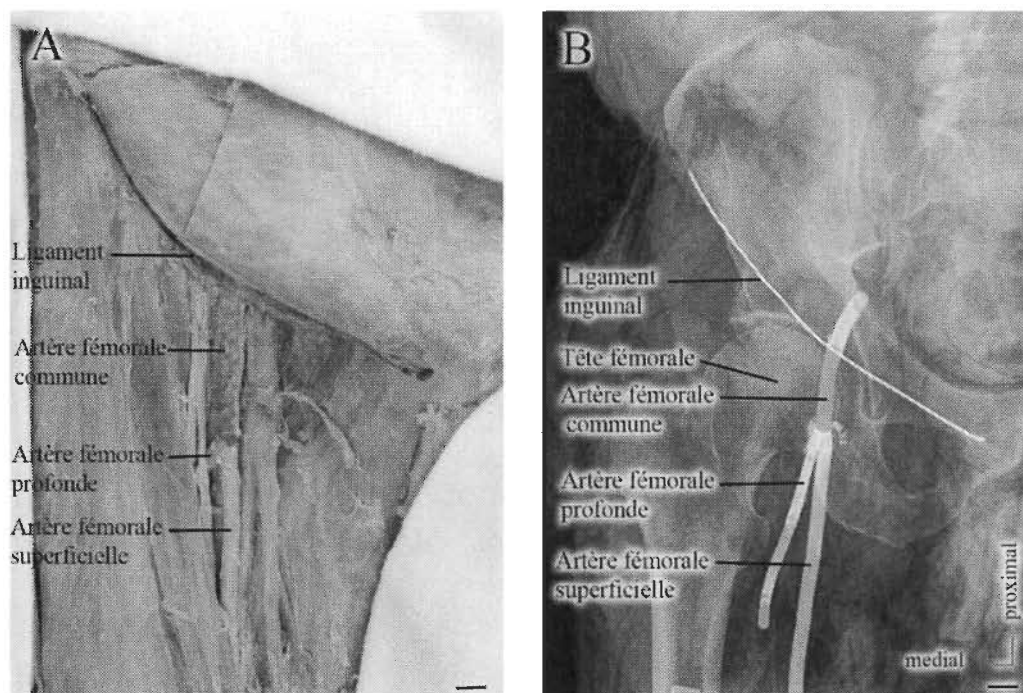 A
Ligament
inguinal
Artère fémorale
commune
Artère fémorale
profonde
Artère fémorale
superficielle
B
Ligament
inguinal
Tête fémorale
Artère fémorale
commune
Artère fémorale
profonde
Artère fémorale
superficielle
proximal
medial